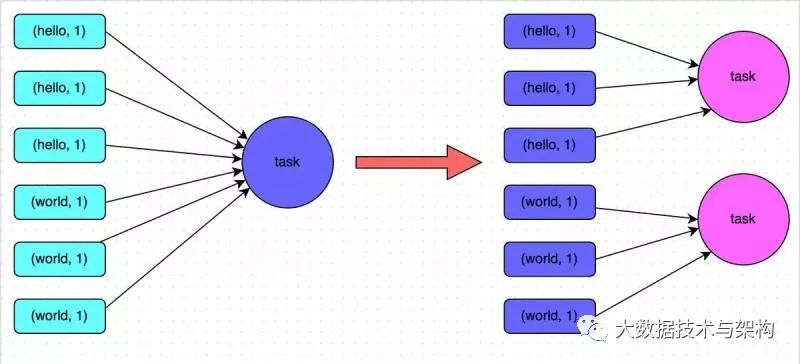 (hello, 1)
(hello, 1)
(hello, 1)
(world, 1)
(world, 1)
(world, 1)
task
(hello, 1)
(hello, 1)
(hello, 1)
(world, 1)
(world, 1)
(world, 1)
task
task
大数据技术与架构